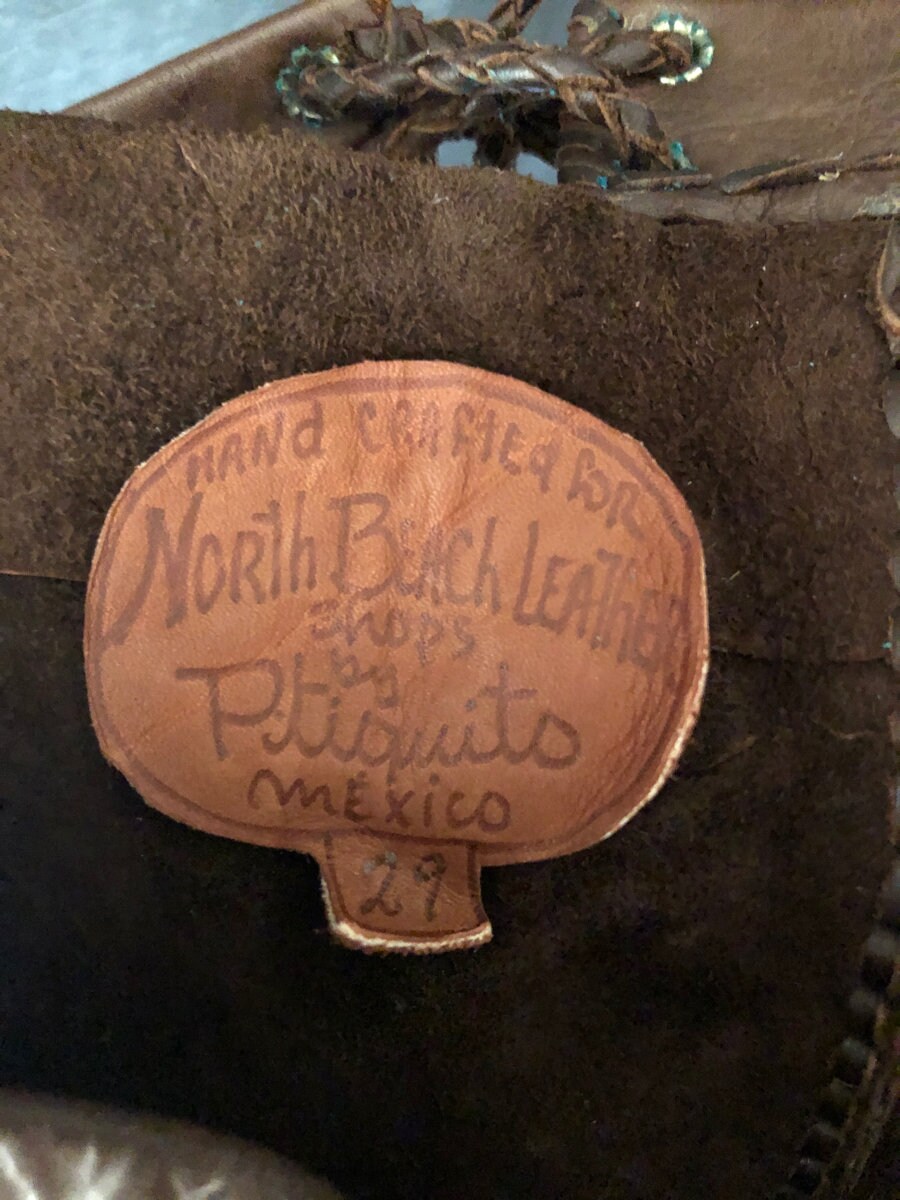 HANd CRAFTEd FOR
NORTh BEACh LEAThER
Shops
by
Ptiquito
MEXICO
29